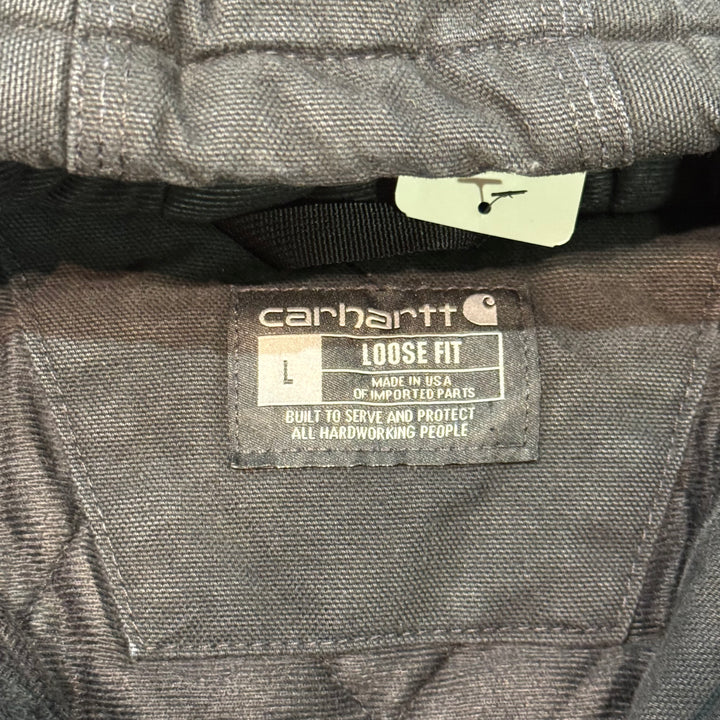 carhartt
L
LOOSE FIT
MADE IN USA
OF IMPORTED PARTS
BUILT TO SERVE AND PROTECT
ALL HARDWORKING PEOPLE